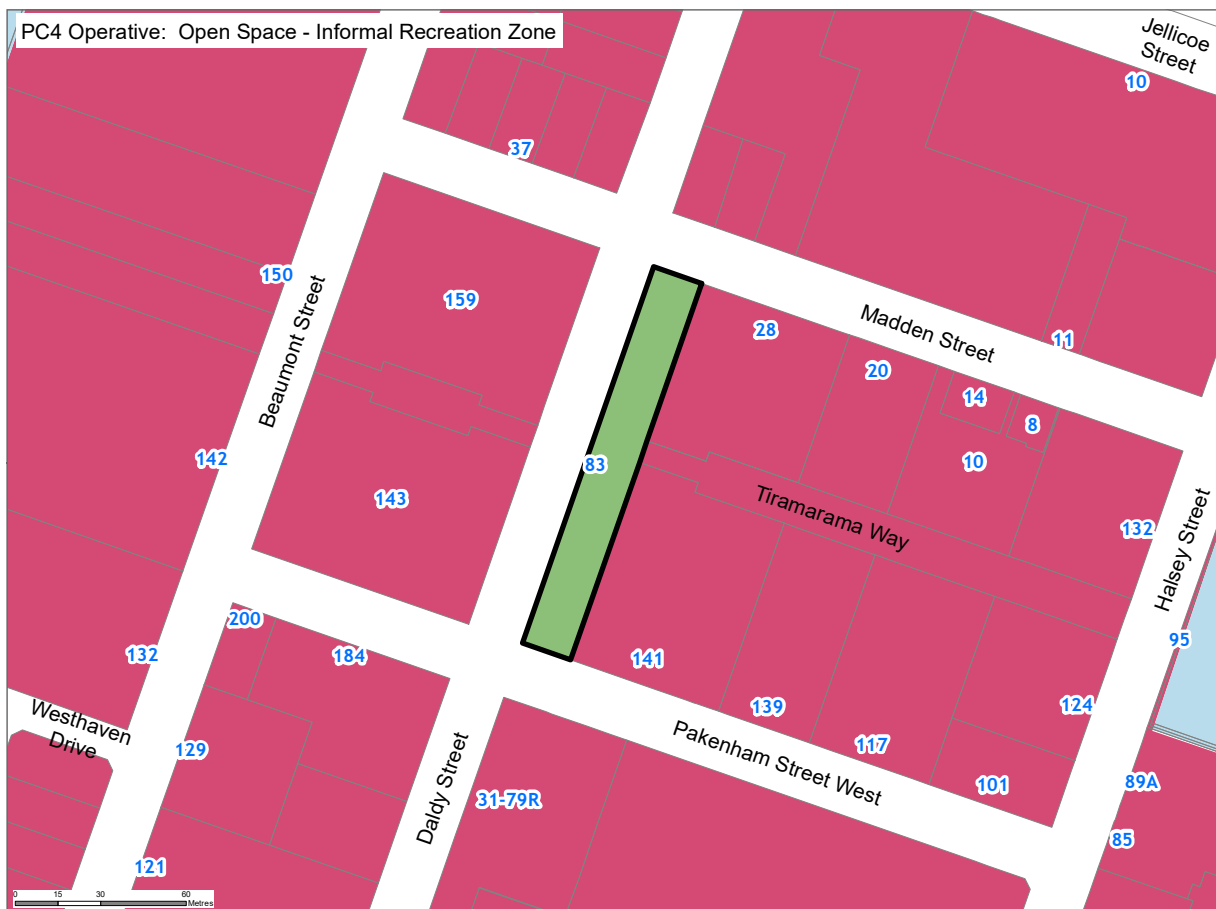 PC4 Operative: Open Space - Informal Recreation Zone
Jellicoe
Street
10
37
150
159
Beaumont Street
28
Madden Street
11
20
14
8
10
142
83
143
Tiramarama Way
132
Halsey Street
95
200
184
132
141
139
124
Westhaven
Drive
129
Daldy Street
Pakenham Street West
117
101
31-79R
89A
85
121
0 15 30 60
Metres